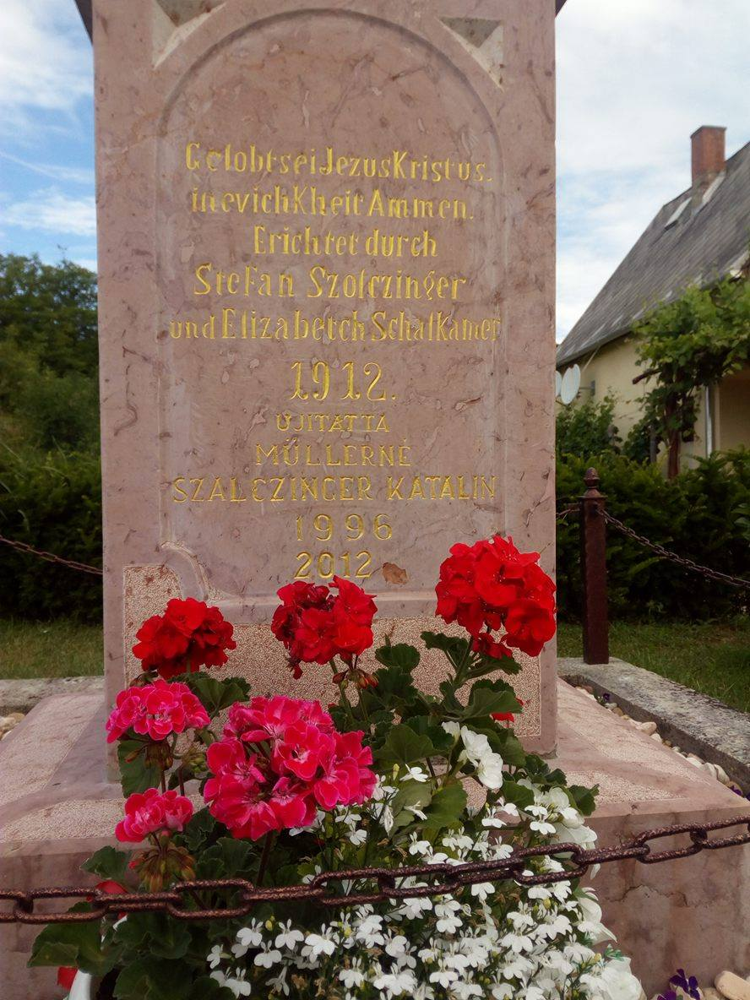 Gelobt sei Jezus Kristus.
in evich Kheit Ammen.
Erichtet durch
Stefan Szolczinger
und Elizabetch Schalkamer
1912.
UJITATTA
MÜLLERNÉ
SZALCZINGER KATALIN
1996
2012